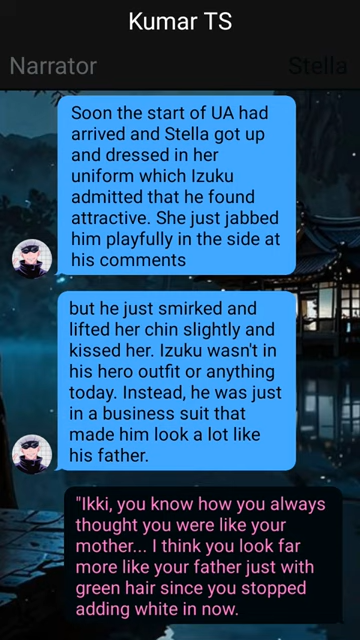 Kumar TS
Narrator
Stella
Soon the start of UA had
arrived and Stella got up
and dressed in her
uniform which Izuku
admitted that he found
attractive. She just jabbed
him playfully in the side at
his comments
but he just smirked and
lifted her chin slightly and
kissed her. Izuku wasn't in
his hero outfit or anything
today. Instead, he was just
in a business suit that
made him look a lot like
his father.
"Ikki, you know how you always
thought you were like your
mother... I think you look far
more like your father just with
green hair since you stopped
adding white in now.